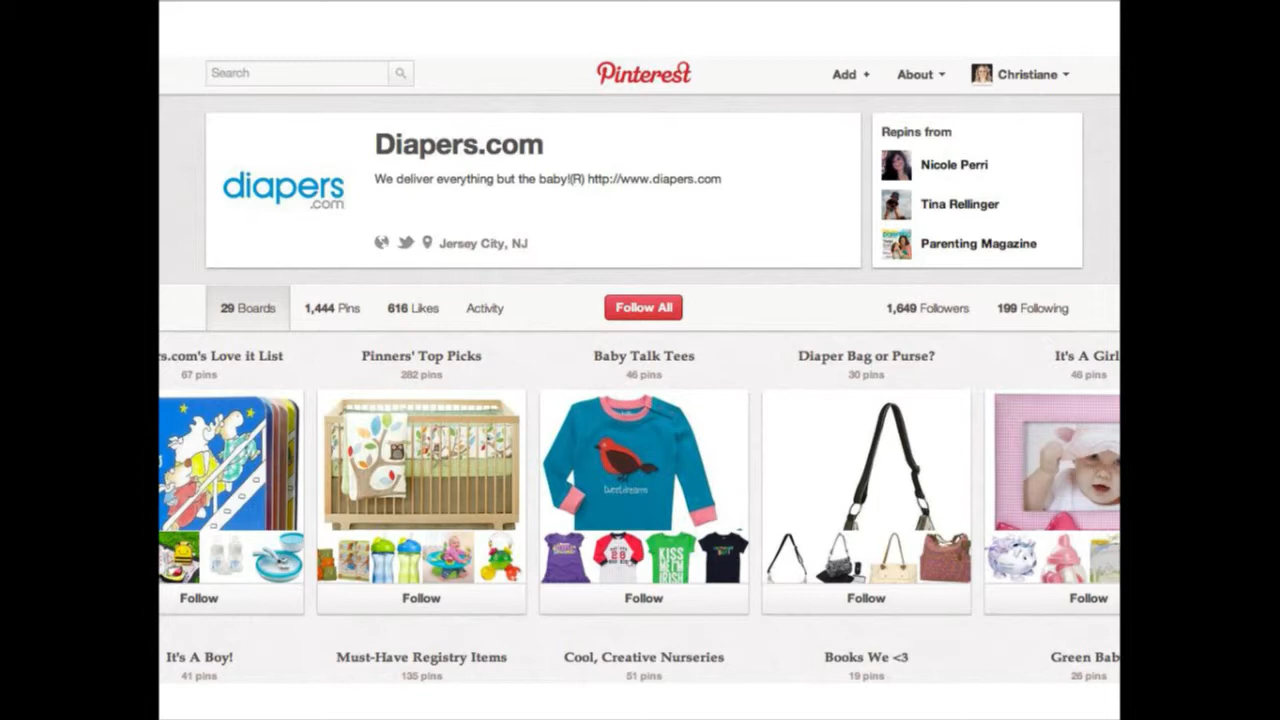 Search
Pinterest
Add +
About
Christiane
Diapers.com
We deliver everything but the baby!(R) http://www.diapers.com
diapers
.com
Jersey City, NJ
Repins from
Nicole Perri
Tina Rellinger
Parenting Magazine
29 Boards
1,444 Pins
616 Likes
Activity
Follow All
1,649 Followers
199 Following
rs.com's Love it List
67 pins
Pinners' Top Picks
282 pins
Baby Talk Tees
46 pins
Diaper Bag or Purse?
30 pins
It's A Girl
46 pins
tweetdreams
KISS
ME I'M
IRISH
Follow
Follow
Follow
Follow
Follow
It's A Boy!
41 pins
Must-Have Registry Items
135 pins
Cool, Creative Nurseries
51 pins
Books We <3
19 pins
Green Bab
26 pins